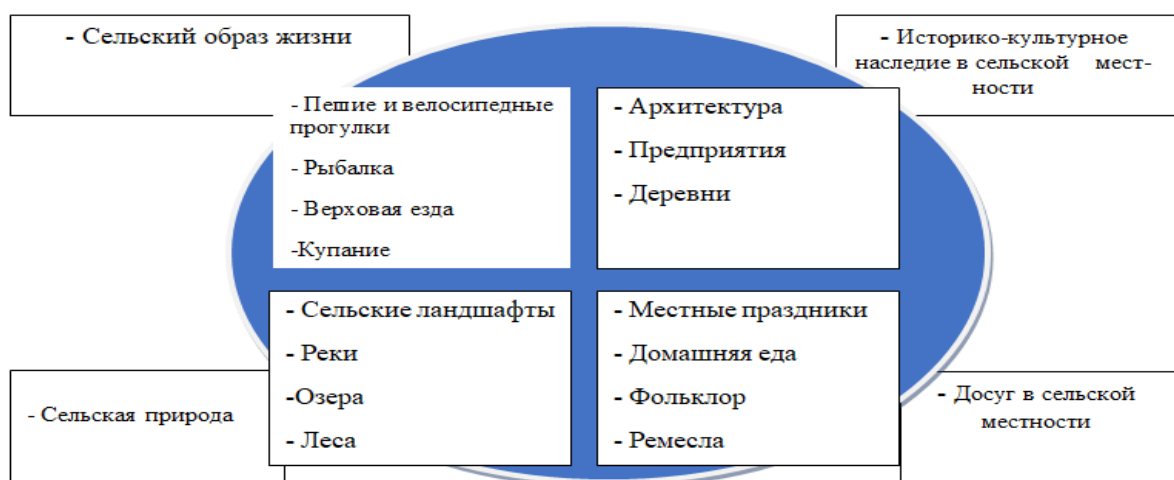 - Сельский образ жизни
- Историко-культурное
наследие в сельской мест-
ности
- Пешие и велосипедные
прогулки
- Рыбалка
- Верховая езда
-Купание
- Архитектура
- Предприятия
- Деревни
- Сельские ландшафты
- Реки
-Озера
- Леса
- Местные праздники
- Домашняя еда
- Фольклор
- Ремесла
- Сельская природа
- Досуг в сельской
местности